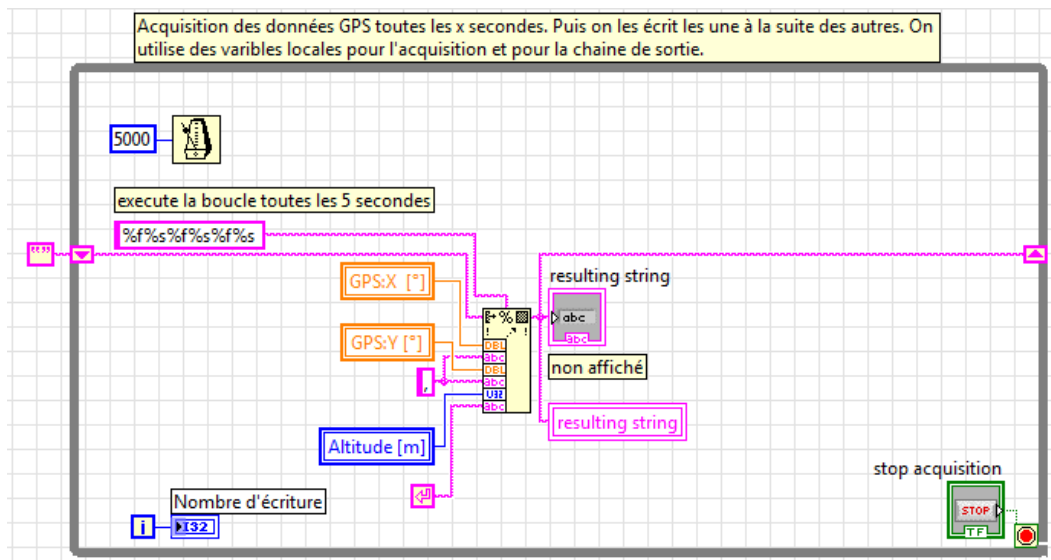 Acquisition des données GPS toutes les x secondes. Puis on les écrit les une à la suite des autres. On
utilise des varibles locales pour l'acquisition et pour la chaine de sortie.
5000
execute la boucle toutes les 5 secondes
%f%s%f%s%f%s
GPS:X [°]
resulting string
abc
abc
%
DBL
abc
DBL
abc
U32
abc
GPS:Y [°]
,
non affiché
resulting string
Altitude [m]
stop acquisition
STOP
TF
Nombre d'écriture
i
I32